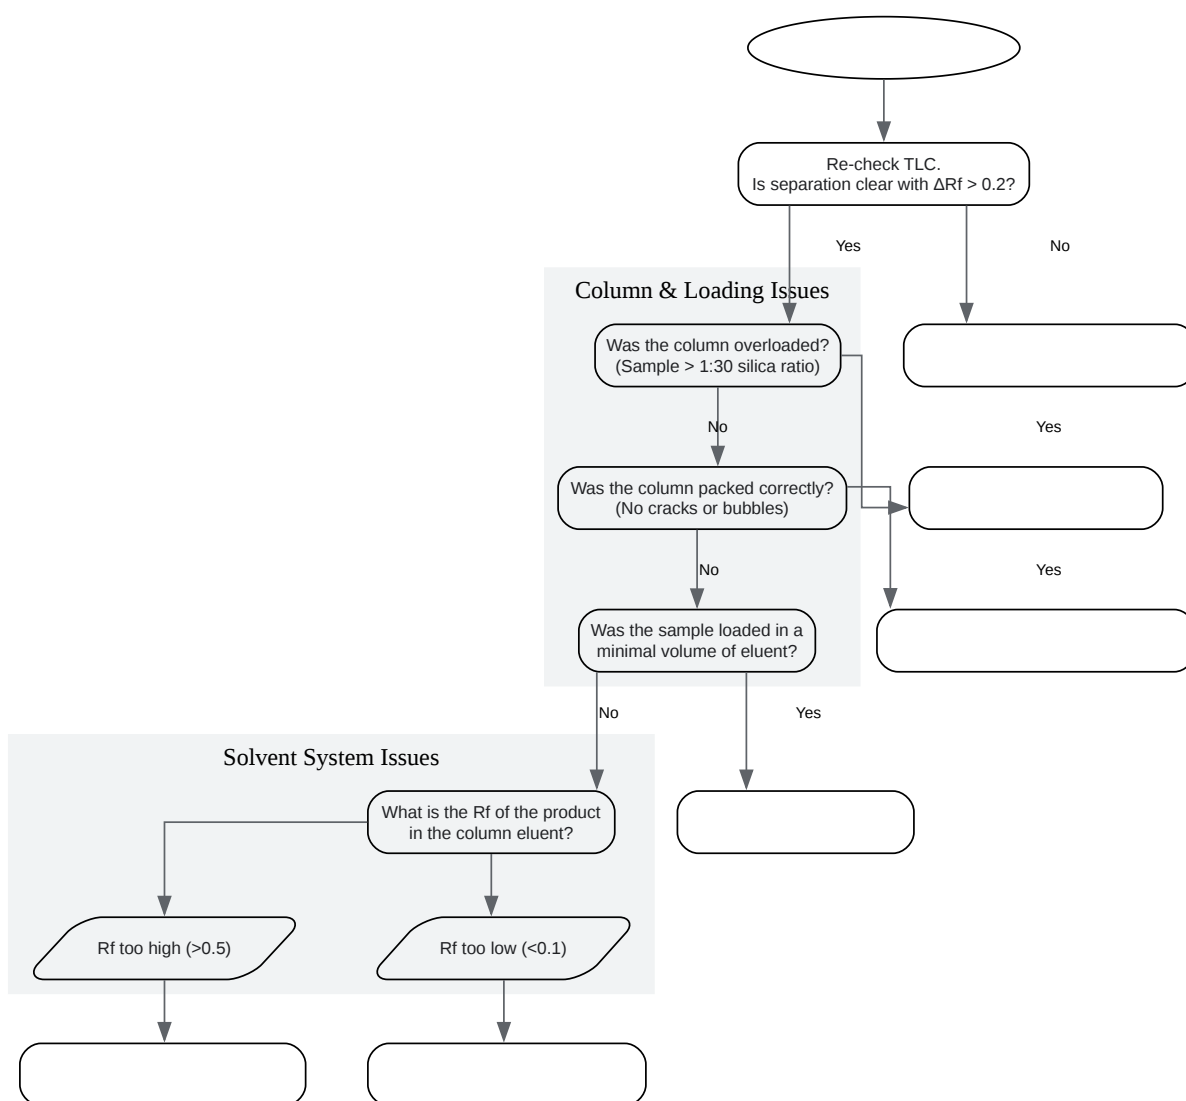 Re-check TLC.
Is separation clear with ΔRf > 0.2?
Yes
No
Column & Loading Issues
Was the column overloaded?
(Sample > 1:30 silica ratio)
No
Yes
Was the column packed correctly?
(No cracks or bubbles)
No
Yes
Was the sample loaded in a
minimal volume of eluent?
No
Yes
Solvent System Issues
What is the Rf of the product
in the column eluent?
Rf too high (>0.5)
Rf too low (<0.1)